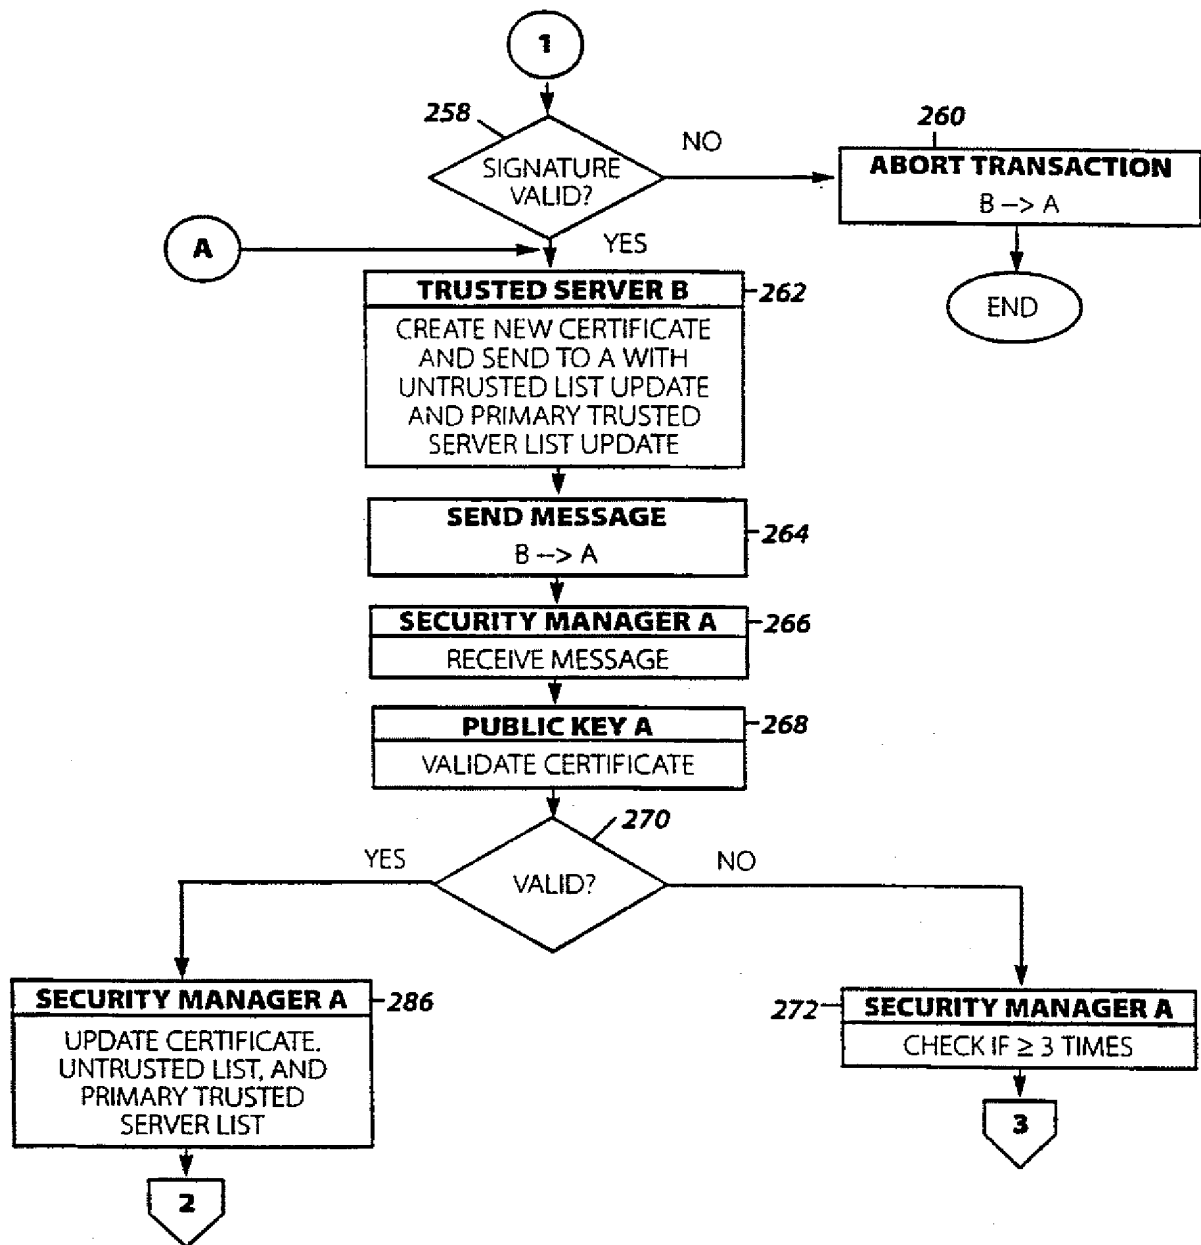 1
258
SIGNATURE
VALID?
NO
260
ABORT TRANSACTION
B --> A
END
A
YES
TRUSTED SERVER B
262
CREATE NEW CERTIFICATE
AND SEND TO A WITH
UNTRUSTED LIST UPDATE
AND PRIMARY TRUSTED
SERVER LIST UPDATE
SEND MESSAGE
B --> A
264
SECURITY MANAGER A
266
RECEIVE MESSAGE
PUBLIC KEY A
268
VALIDATE CERTIFICATE
270
VALID?
YES
NO
SECURITY MANAGER A
286
UPDATE CERTIFICATE.
UNTRUSTED LIST, AND
PRIMARY TRUSTED
SERVER LIST
2
272
SECURITY MANAGER A
CHECK IF ≥ 3 TIMES
3